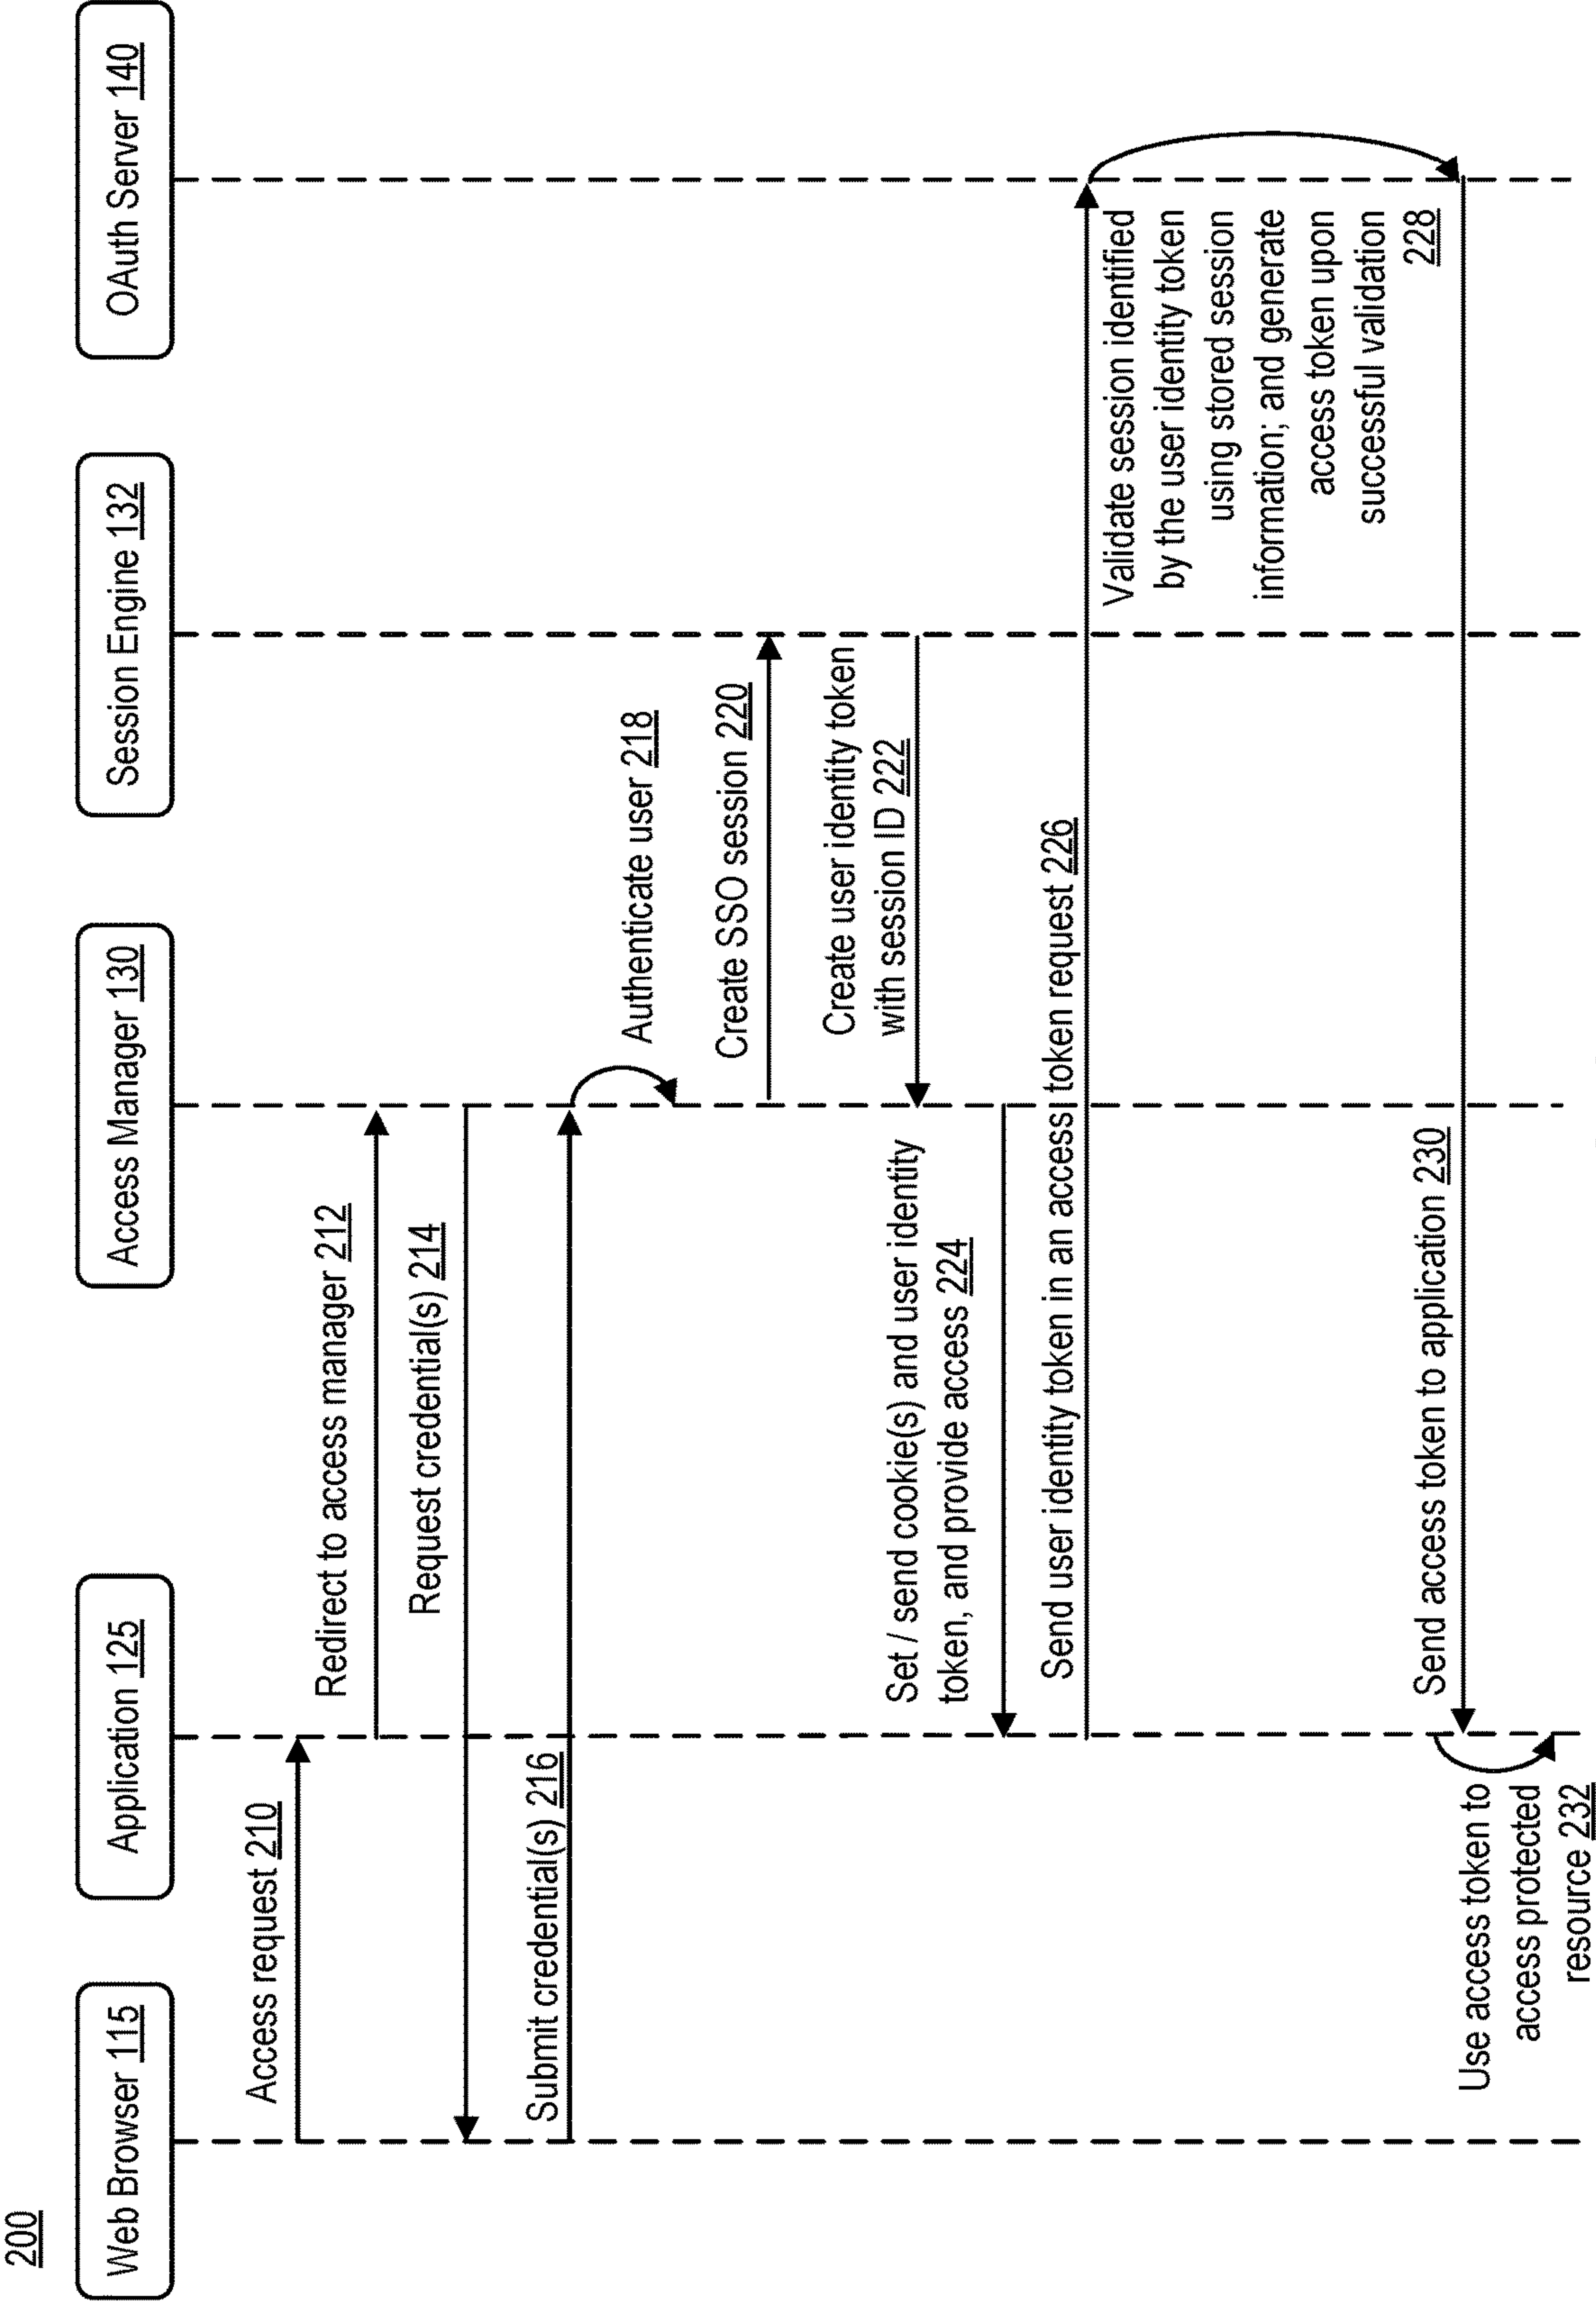 200
Web Browser 115
Application 125
Access Manager 130
Session Engine 132
OAuth Server 140
Access request 210
Redirect to access manager 212
Request credential(s) 214
Submit credential(s) 216
Authenticate user 218
Create SSO session 220
Create user identity token
with session ID 222
Set / send cookie(s) and user identity
token, and provide access 224
Send user identity token in an access token request 226
Validate session identified
by the user identity token
using stored session
information; and generate
access token upon
successful validation
228
Send access token to application 230
Use access token to
access protected
resource 232